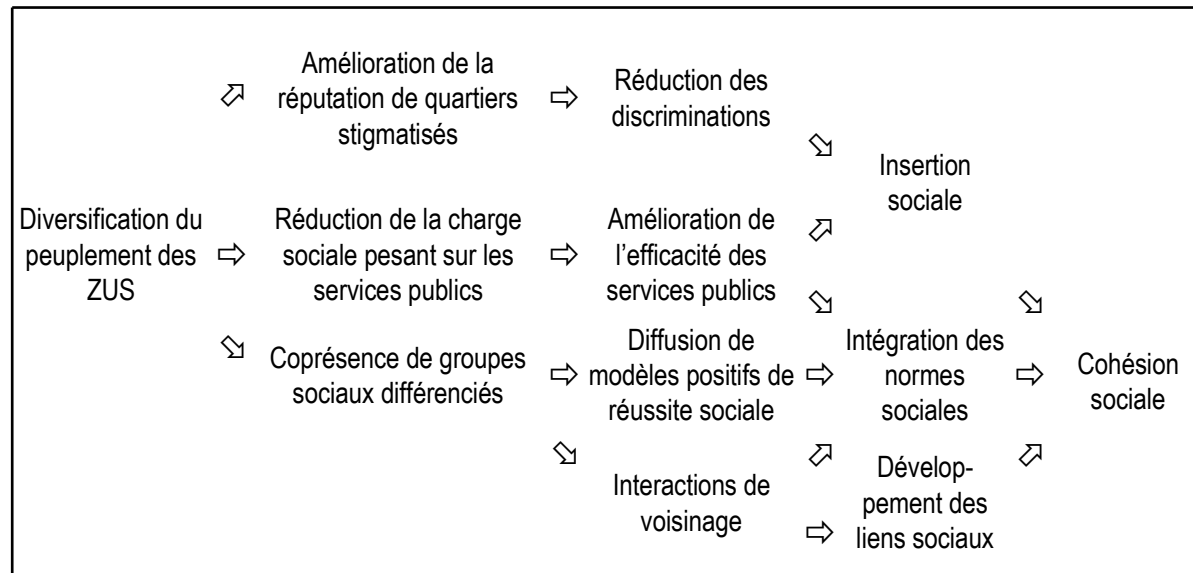 Diversification du
peuplement des
ZUS
Amélioration de la
réputation de quartiers
stigmatisés
Réduction de la charge
sociale pesant sur les
services publics
Coprésence de groupes
sociaux différenciés
Réduction des
discriminations
Amélioration de
l’efficacité des
services publics
Diffusion de
modèles positifs de
réussite sociale
Interactions de
voisinage
Insertion
sociale
Intégration des
normes
sociales
Dévelop-
pement des
liens sociaux
Cohésion
sociale